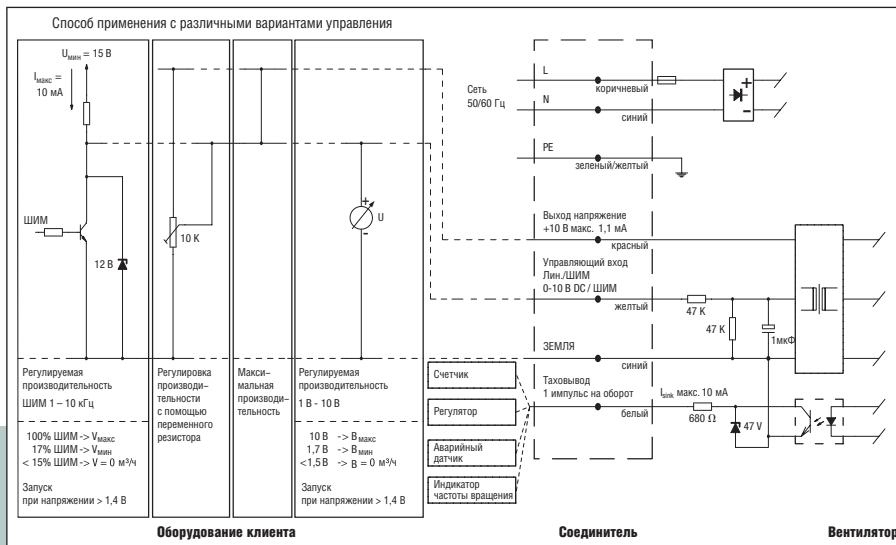 Способ применения с различными вариантами управления
Uмин = 15 В
Iмакс =
10 мА
ШИМ
12 В
10 K
+
U
-
Регулируемая
производительность
ШИМ 1 – 10 кГц
100% ШИМ -> Vмакс
17% ШИМ -> Vмин
< 15% ШИМ -> V = 0 м³/ч
Запуск
при напряжении > 1,4 В
Регулировка
производи-
тельности
с помощью
переменного
резистора
Макси-
мальная
производи-
тельность
Регулируемая
производительность
1 В - 10 В
10 В -> Вмакс
1,7 В -> Вмин
<1,5 В -> В = 0 м³/ч
Запуск
при напряжении > 1,4 В
Оборудование клиента
Сеть
50/60 Гц
L
коричневый
N
синий
+
-
PE
зеленый/желтый
Выход напряжение
+10 В макс. 1,1 мА
красный
Управляющий вход
Лин./ШИМ
0-10 В DC / ШИМ
желтый
47 K
47 K
1мкФ
ЗЕМЛЯ
синий
Счетчик
Регулятор
Аварийный
датчик
Индикатор
частоты вращения
Таховывод
1 импульс на оборот
белый
Isink макс. 10 мА
680 Ω
47 V
Соединитель
Вентилятор